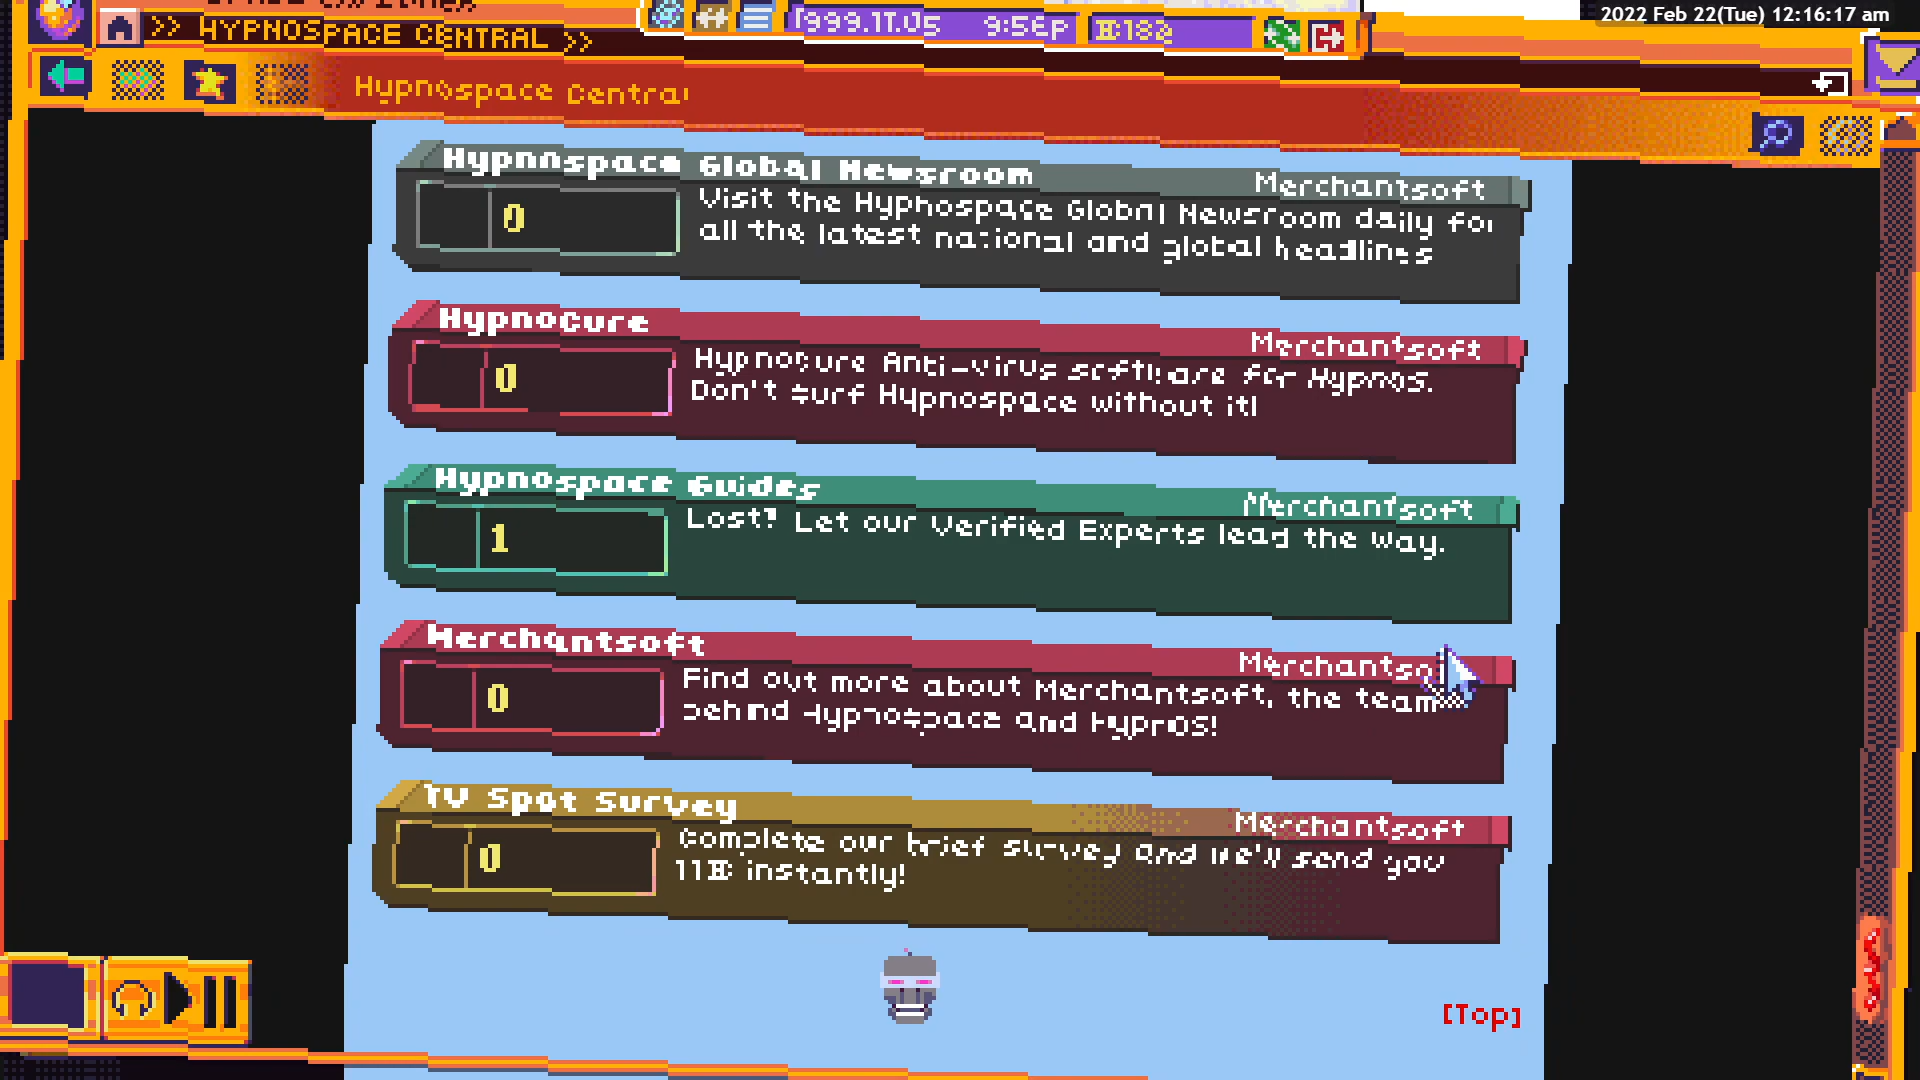 2022 Feb 22(Tue) 12:16:17 am
1999.11.05 9:56P 182
>> HYPNOSPACE CENTRAL >>
Hypnospace Central
Hypnospace Global Newsroom
Merchantsoft
0
Visit the Hypnospace Global Newsroom daily for
all the latest national and global headlines
HypnoCure
Merchantsoft
0
HypnoCure Anti-virus software for HypnOS.
Don't surf Hypnospace without it!
Hypnospace Guides
Merchantsoft
1
Lost? Let our Verified Experts lead the way.
Merchantsoft
Merchantso
0
Find out more about Merchantsoft, the team
behind Hypnospace and HypnOS!
TV Spot Survey
Merchantsoft
0
Complete our brief survey and we'll send you
11 instantly!
[Top]